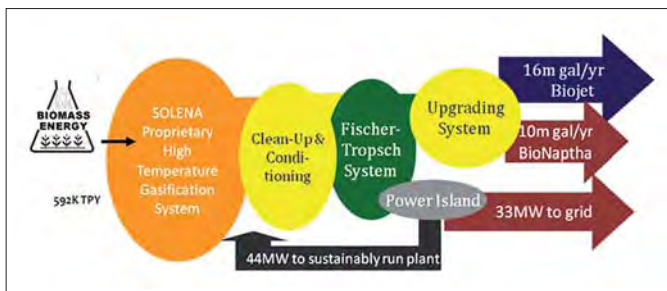 BIOMASS
ENERGY
592K TPY
SOLENA
Proprietary
High
Temperature
Gasification
System
Clean-Up &
Condi-
tioning
Fischer-
Tropsch
System
Upgrading
System
Power Island
16m gal/yr
Biojet
10m gal/yr
BioNaptha
33MW to grid
44MW to sustainably run plant